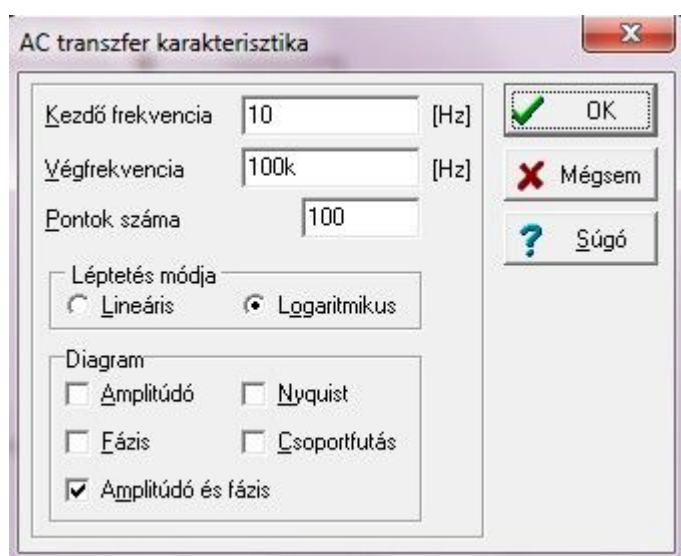 AC transzfer karakterisztika
Kezdő frekvencia 10 [Hz]
OK
Végfrekvencia 100k [Hz]
Mégsem
Pontok száma 100
Súgó
Léptetés módja
Lineáris Logaritmikus
Diagram
Amplitúdó Nyquist
Fázis Csoportfutás
Amplitúdó és fázis